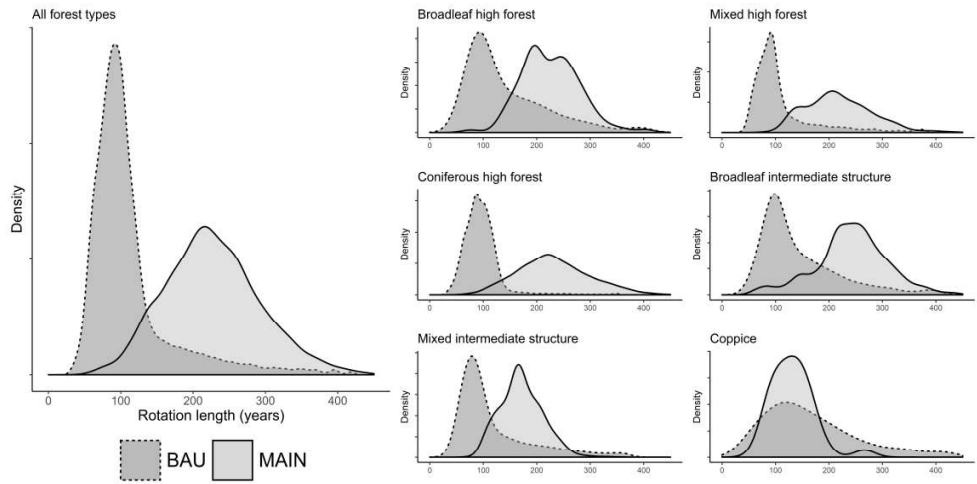 All forest types
Density
0 100 200 300 400
Rotation length (years)
BAU MAIN
Broadleaf high forest
Density
0 100 200 300 400
Mixed high forest
Density
0 100 200 300 400
Coniferous high forest
Density
0 100 200 300 400
Broadleaf intermediate structure
Density
0 100 200 300 400
Mixed intermediate structure
Density
0 100 200 300 400
Coppice
Density
0 100 200 300 400